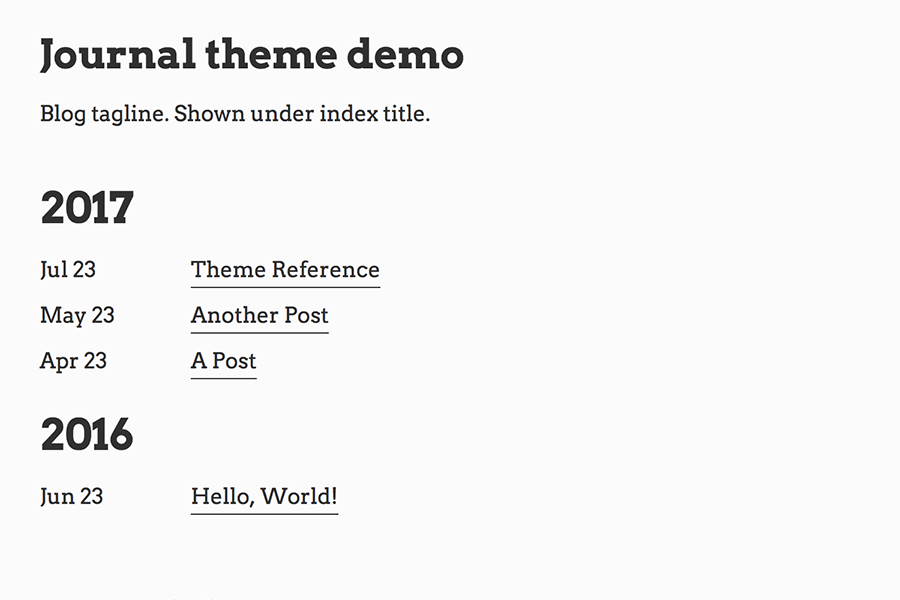 Journal theme demo
Blog tagline. Shown under index title.
2017
Jul 23 Theme Reference
May 23 Another Post
Apr 23 A Post
2016
Jun 23 Hello, World!